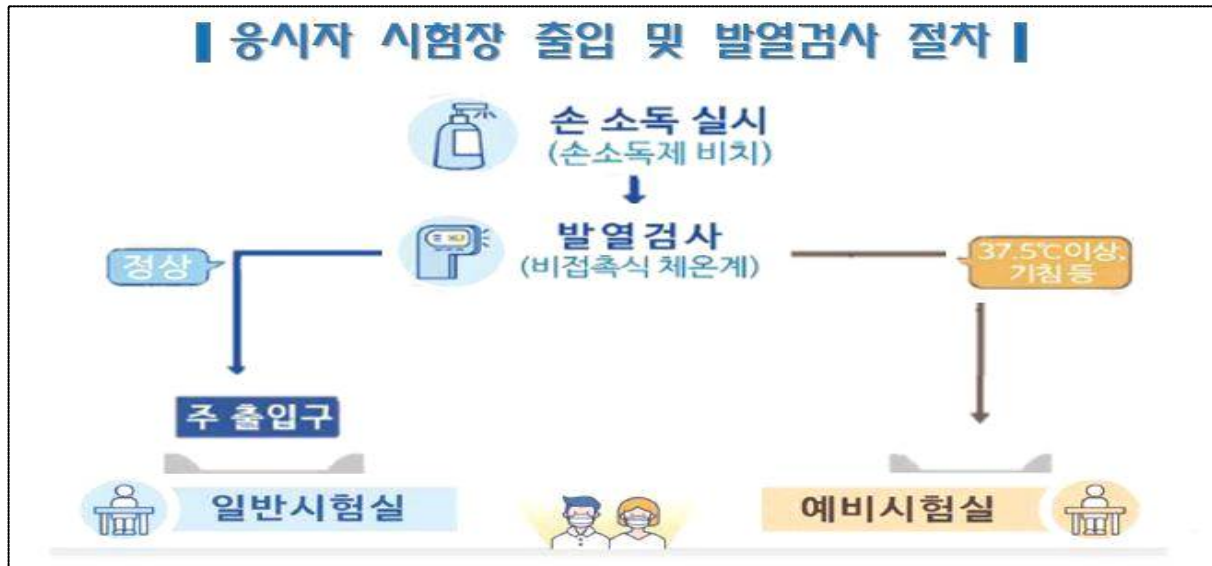 응시자 시험장 출입 및 발열검사 절차
손 소독 실시
(손소독제 비치)
발열검사
(비접촉식 체온계)
정상
37.5℃이상,
기침 등
주 출입구
일반시험실
예비시험실